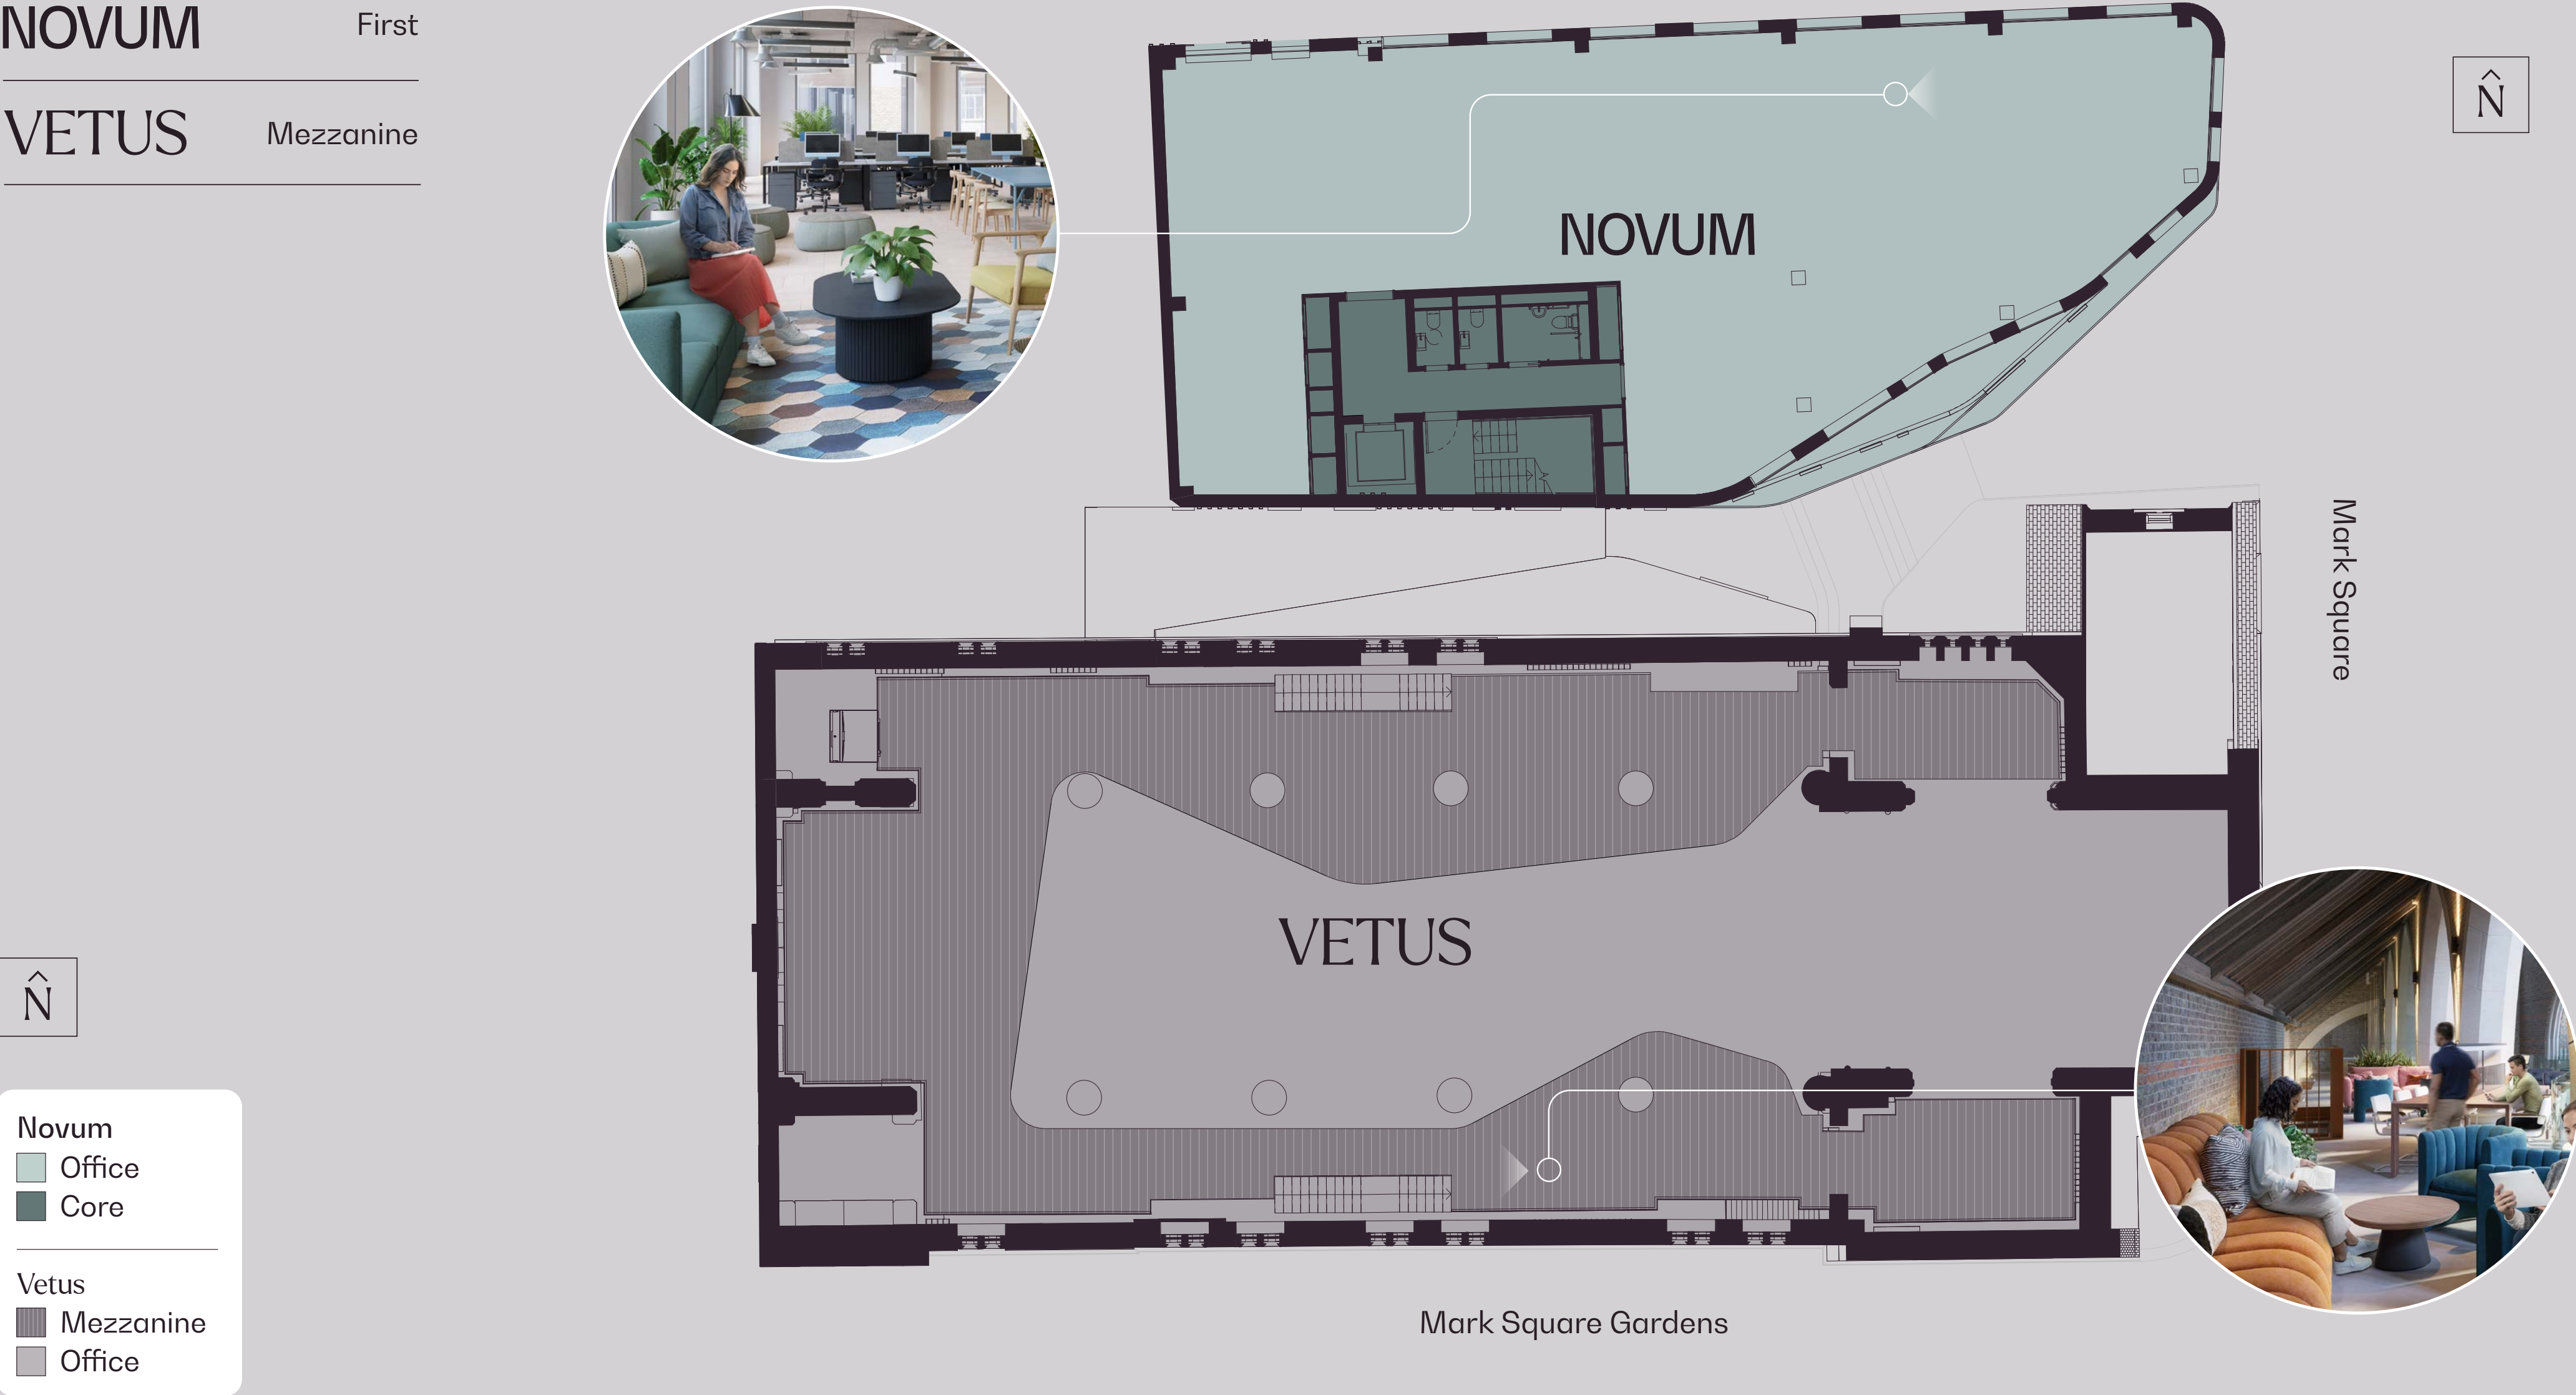 NOVUM First
VETUS Mezzanine
N
NOVUM
Mark Square
VETUS
N
Novum
Office
Core
Vetus
Mezzanine
Office
Mark Square Gardens